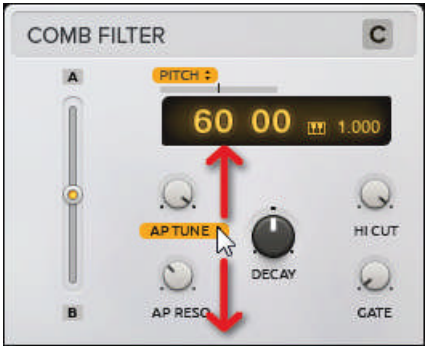 COMB FILTER C
A PITCH
60 00 1.000
AP TUNE HI CUT
DECAY
B AP RESO GATE